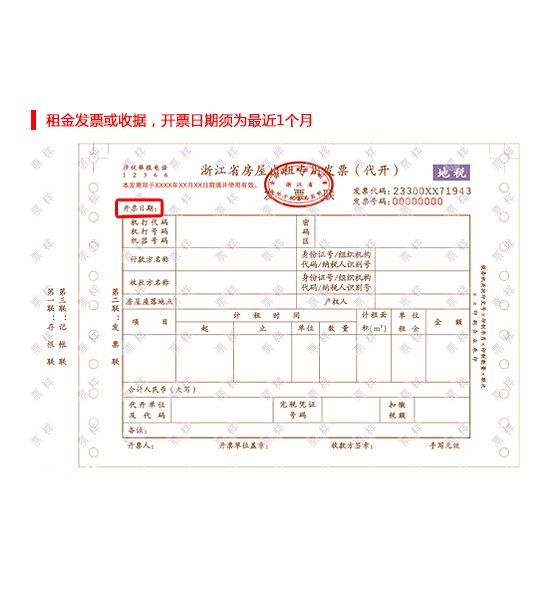 租金发票或收据，开票日期须为最近1个月
涉税举报电话
12366
浙江省房屋出租专用发票（代开）
地税
本发票限于XXXX年XX月XX日前填开使用有效。
浙江省
发票联
发票代码：23300XX71943
发票号码：00000000
开票日期：
机打代码
机打号码
机器号码
密码区
付款方名称
身份证号/组织机构
代码/纳税人识别号
收款方名称
身份证号/组织机构
代码/纳税人识别号
房屋座落地点
产权人
项目
计租时间
起
止
单位
数量
计租面
积(m²)
单位
租金
金额
合计人民币（大写）
代开单位
及代码
完税凭证
号码
扣缴
税额
备注：
开票人：
开票单位盖章：
收款方签章：
手写无效
第一联：存根联
第三联：记帐联
第二联：发票联
票样